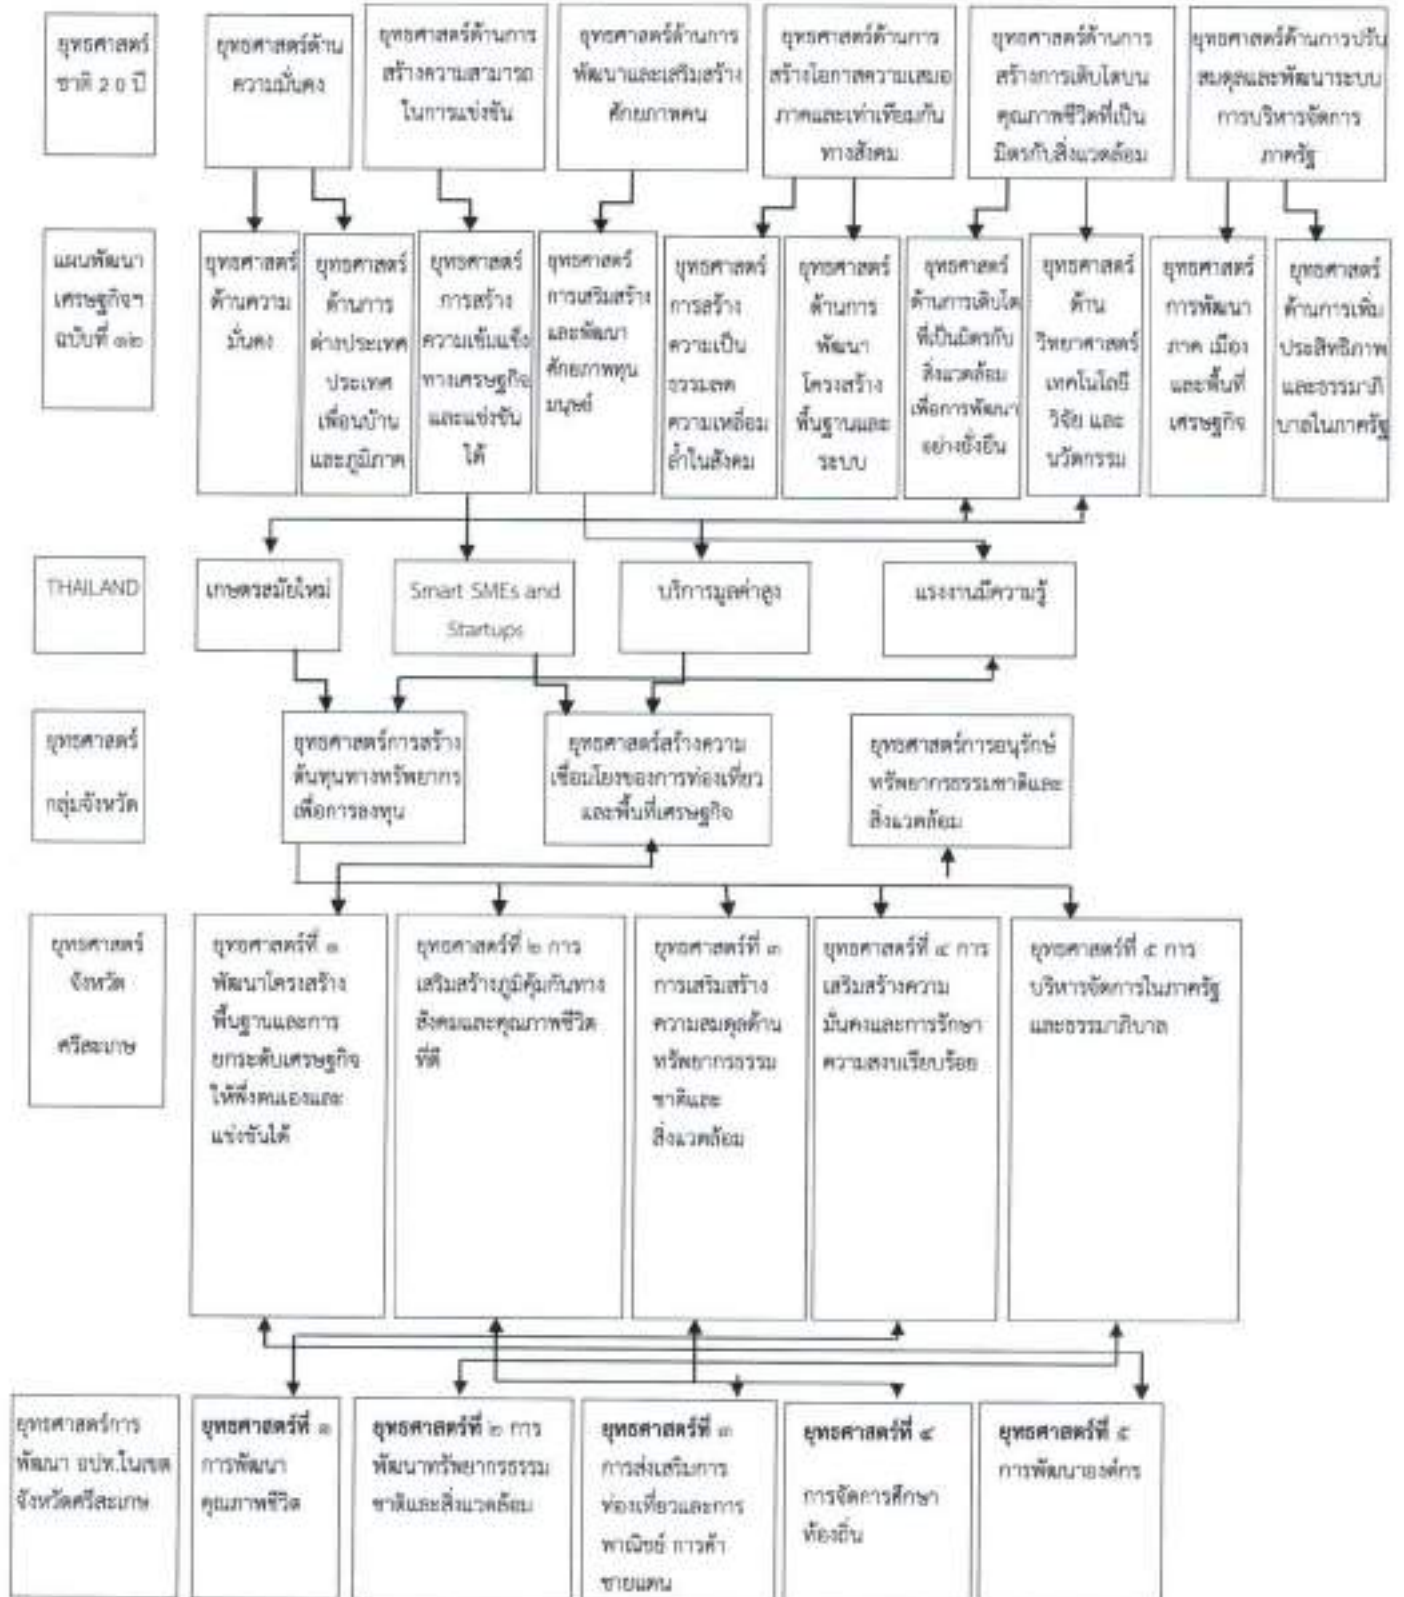 ยุทธศาสตร์
ชาติ 2 0 ปี
ยุทธศาสตร์ด้าน
ความมั่นคง
ยุทธศาสตร์ด้านการ
สร้างความสามารถ
ในการแข่งขัน
ยุทธศาสตร์ด้านการ
พัฒนาและเสริมสร้าง
ศักยภาพคน
ยุทธศาสตร์ด้านการ
สร้างโอกาสความเสมอ
ภาคและเท่าเทียมกัน
ทางสังคม
ยุทธศาสตร์ด้านการ
สร้างการเติบโตบน
คุณภาพชีวิตที่เป็น
มิตรกับสิ่งแวดล้อม
ยุทธศาสตร์ด้านการปรับ
สมดุลและพัฒนาระบบ
การบริหารจัดการ
ภาครัฐ
แผนพัฒนา
เศรษฐกิจฯ
ฉบับที่ ๑๒
ยุทธศาสตร์
ด้านความ
มั่นคง
ยุทธศาสตร์
ด้านการ
ต่างประเทศ
ประเทศ
เพื่อนบ้าน
และภูมิภาค
ยุทธศาสตร์
การสร้าง
ความเข้มแข็ง
ทางเศรษฐกิจ
และแข่งขัน
ได้
ยุทธศาสตร์
การเสริมสร้าง
และพัฒนา
ศักยภาพทุน
มนุษย์
ยุทธศาสตร์
การสร้าง
ความเป็น
ธรรมลด
ความเหลื่อม
ล้ำในสังคม
ยุทธศาสตร์
ด้านการ
พัฒนา
โครงสร้าง
พื้นฐานและ
ระบบ
ยุทธศาสตร์
ด้านการเติบโต
ที่เป็นมิตรกับ
สิ่งแวดล้อม
เพื่อการพัฒนา
อย่างยั่งยืน
ยุทธศาสตร์
ด้าน
วิทยาศาสตร์
เทคโนโลยี
วิจัย และ
นวัตกรรม
ยุทธศาสตร์
การพัฒนา
ภาค เมือง
และพื้นที่
เศรษฐกิจ
ยุทธศาสตร์
ด้านการเพิ่ม
ประสิทธิภาพ
และธรรมาภิ
บาลในภาครัฐ
THAILAND
เกษตรสมัยใหม่
Smart SMEs and
Startups
บริการมูลค่าสูง
แรงงานมีความรู้
ยุทธศาสตร์
กลุ่มจังหวัด
ยุทธศาสตร์การสร้าง
ต้นทุนทางทรัพยากร
เพื่อการลงทุน
ยุทธศาสตร์สร้างความ
เชื่อมโยงของการท่องเที่ยว
และพื้นที่เศรษฐกิจ
ยุทธศาสตร์การอนุรักษ์
ทรัพยากรธรรมชาติและ
สิ่งแวดล้อม
ยุทธศาสตร์
จังหวัด
ศรีสะเกษ
ยุทธศาสตร์ที่ ๑
พัฒนาโครงสร้าง
พื้นฐานและการ
ยกระดับเศรษฐกิจ
ให้พึ่งตนเองและ
แข่งขันได้
ยุทธศาสตร์ที่ ๒ การ
เสริมสร้างภูมิคุ้มกันทาง
สังคมและคุณภาพชีวิต
ที่ดี
ยุทธศาสตร์ที่ ๓
การเสริมสร้าง
ความสมดุลด้าน
ทรัพยากรธรรม
ชาติและ
สิ่งแวดล้อม
ยุทธศาสตร์ที่ ๔ การ
เสริมสร้างความ
มั่นคงและการรักษา
ความสงบเรียบร้อย
ยุทธศาสตร์ที่ ๕ การ
บริหารจัดการในภาครัฐ
และธรรมาภิบาล
ยุทธศาสตร์การ
พัฒนา อปท.ในเขต
จังหวัดศรีสะเกษ
ยุทธศาสตร์ที่ ๑
การพัฒนา
คุณภาพชีวิต
ยุทธศาสตร์ที่ ๒ การ
พัฒนาทรัพยากรธรรม
ชาติและสิ่งแวดล้อม
ยุทธศาสตร์ที่ ๓
การส่งเสริมการ
ท่องเที่ยวและการ
พาณิชย์ การค้า
ชายแดน
ยุทธศาสตร์ที่ ๔
การจัดการศึกษา
ท้องถิ่น
ยุทธศาสตร์ที่ ๕
การพัฒนาองค์กร